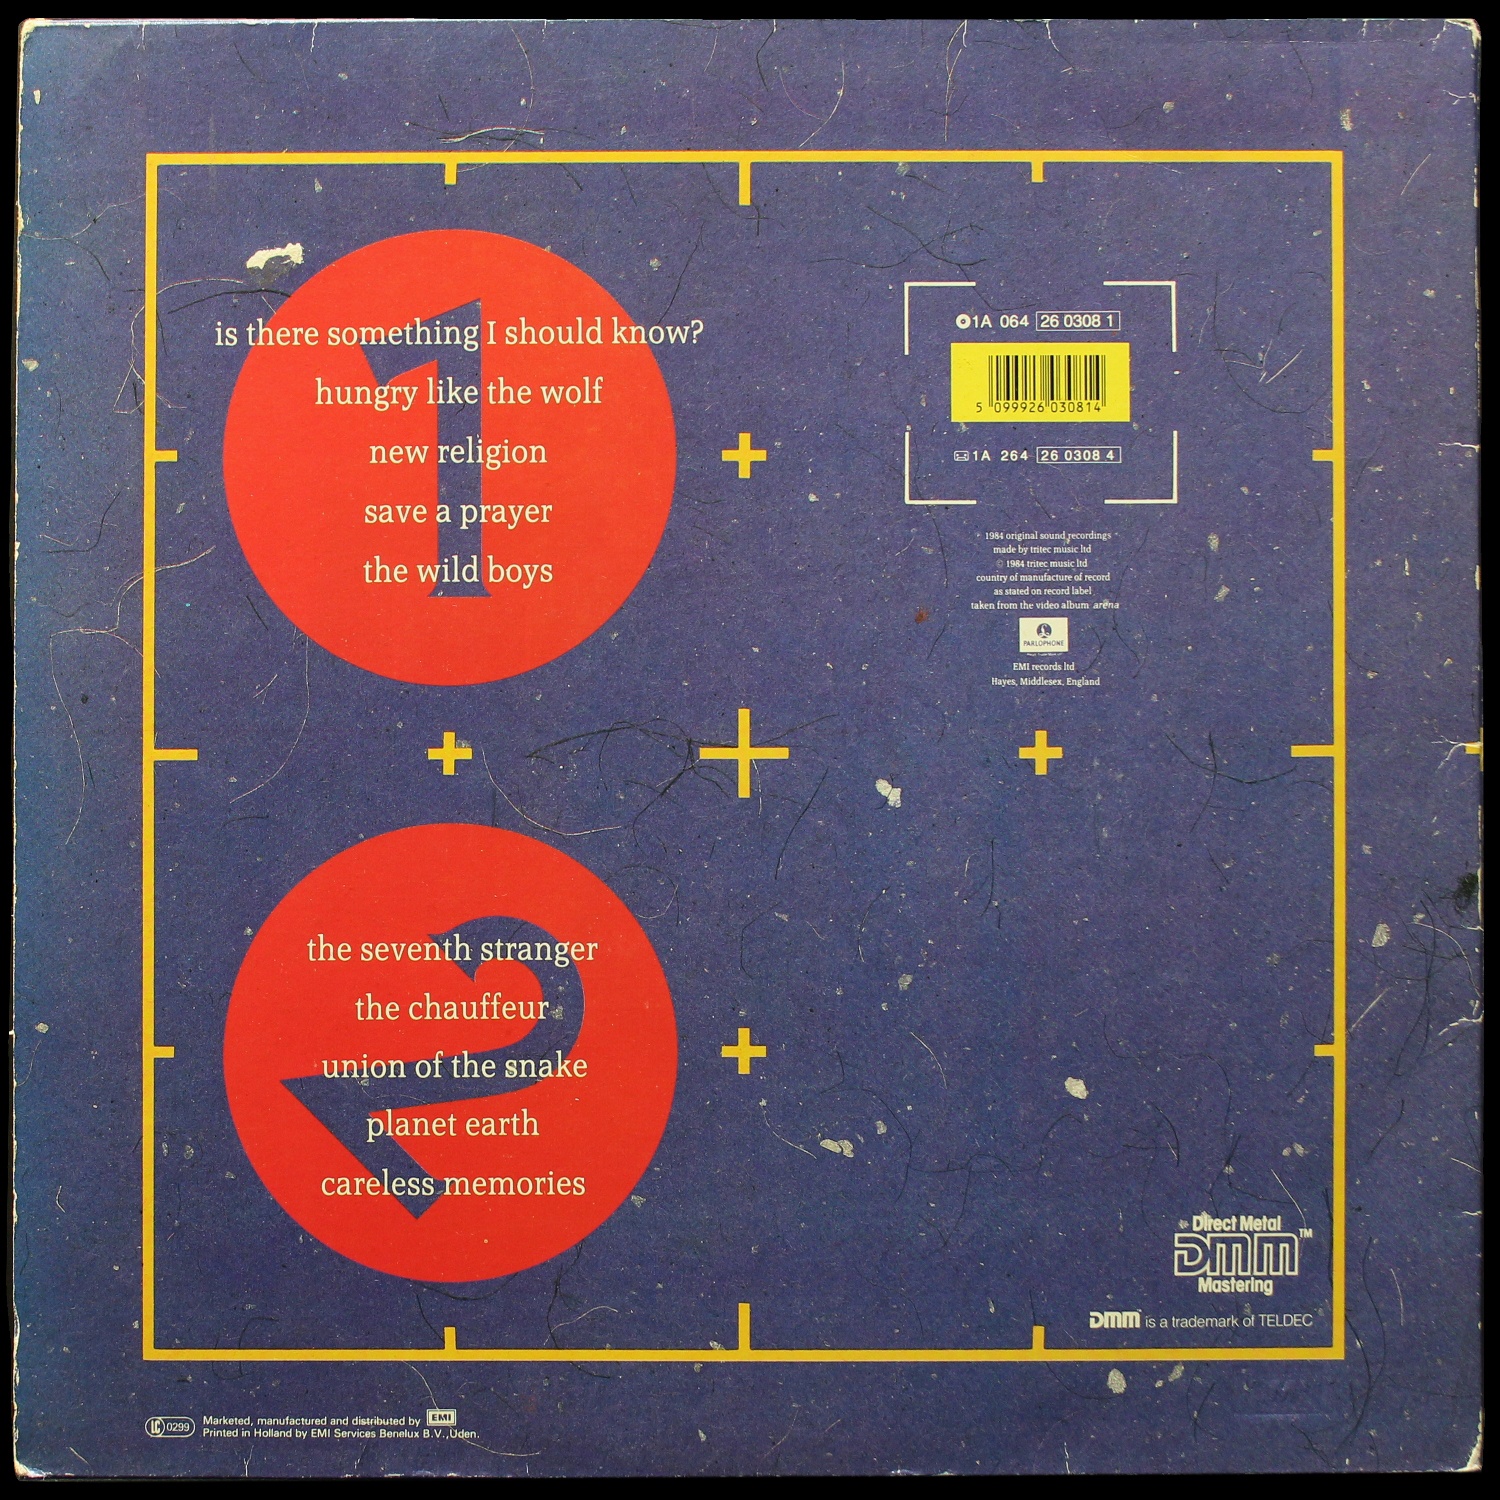 1
is there something I should know?
hungry like the wolf
new religion
save a prayer
the wild boys
1A 064 26 0308 1
5 099926 030814
1A 264 26 0308 4
1984 original sound recordings
made by tritec music ltd
© 1984 tritec music ltd
country of manufacture of record
as stated on record label
taken from the video album arena
PARLOPHONE
EMI records ltd
Hayes, Middlesex, England
2
the seventh stranger
the chauffeur
union of the snake
planet earth
careless memories
Direct Metal
DMM™
Mastering
DMM is a trademark of TELDEC
LC 0299
Marketed, manufactured and distributed by EMI
Printed in Holland by EMI Services Benelux B.V.,Uden.